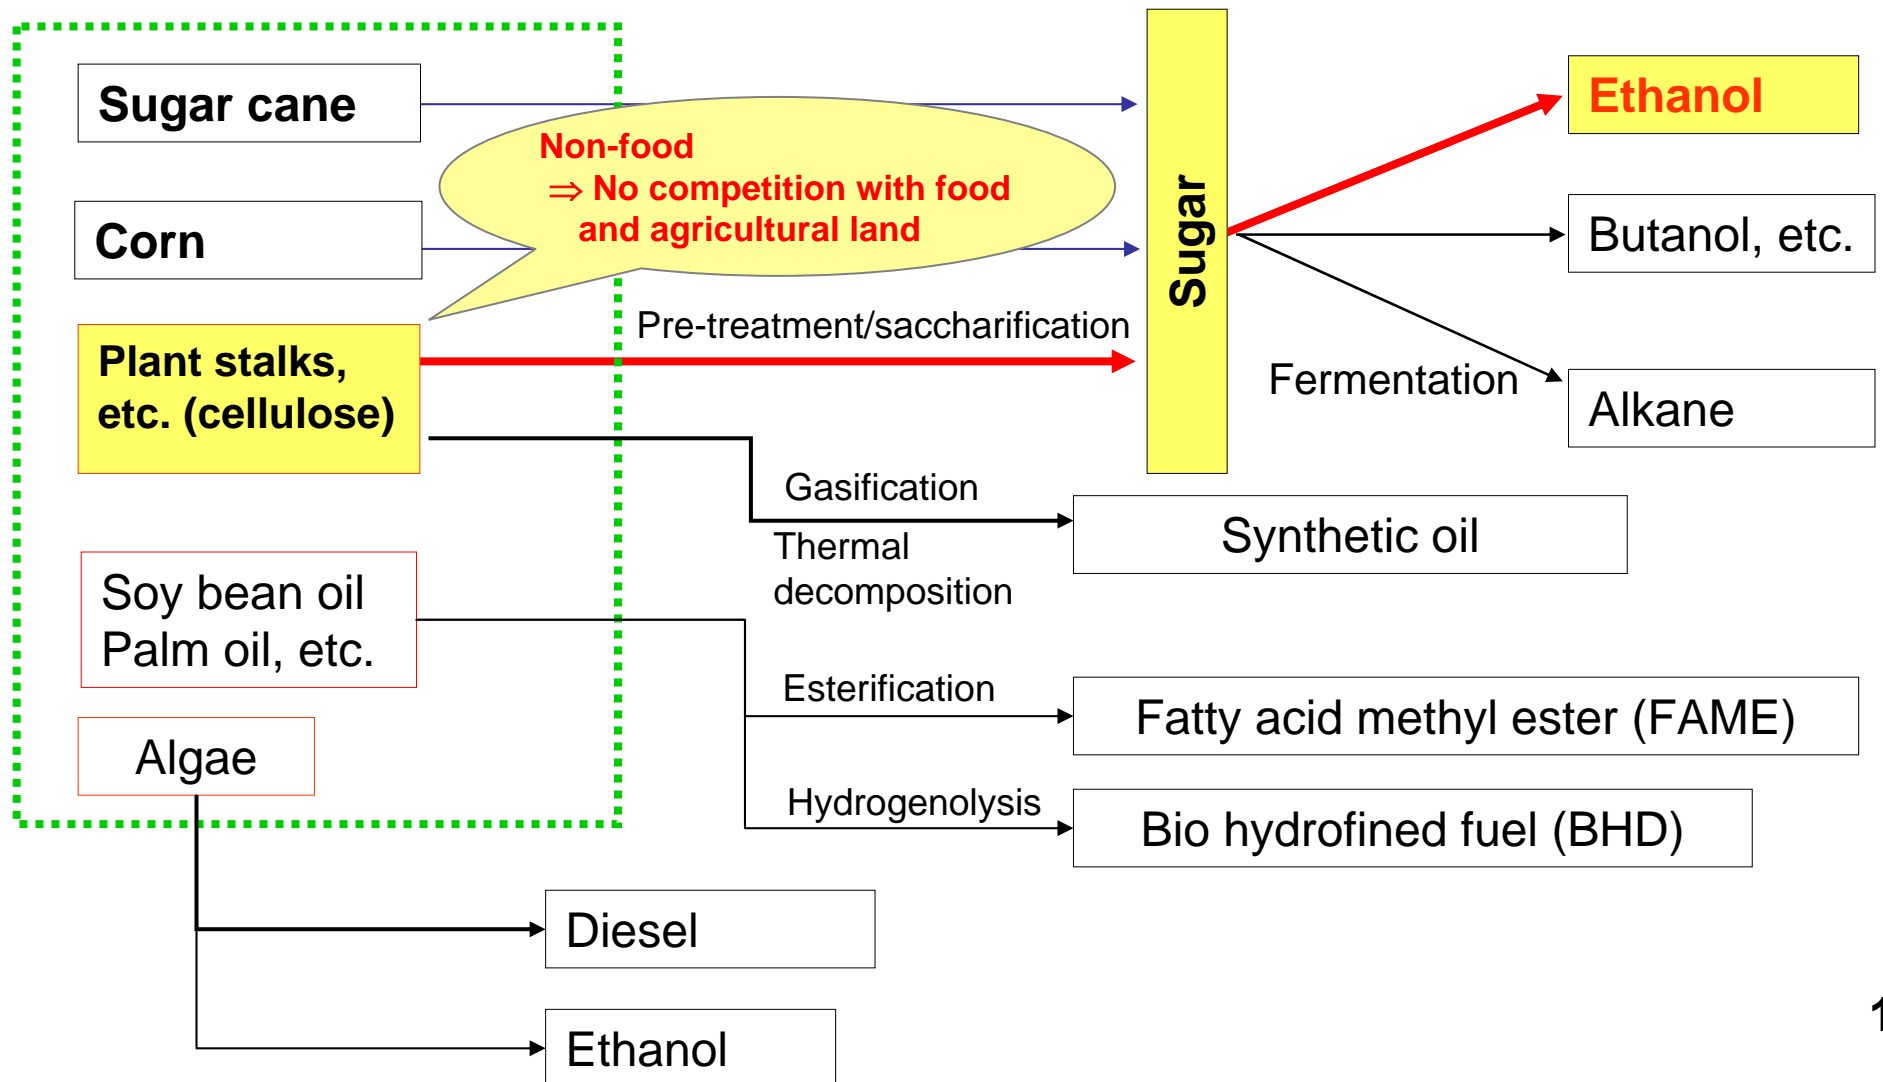 Sugar cane
Ethanol
Non-food
⇒ No competition with food
and agricultural land
Corn
Sugar
Butanol, etc.
Pre-treatment/saccharification
Plant stalks,
etc. (cellulose)
Fermentation
Alkane
Gasification
Synthetic oil
Thermal
decomposition
Soy bean oil
Palm oil, etc.
Esterification
Fatty acid methyl ester (FAME)
Algae
Hydrogenolysis
Bio hydrofined fuel (BHD)
Diesel
1
Ethanol